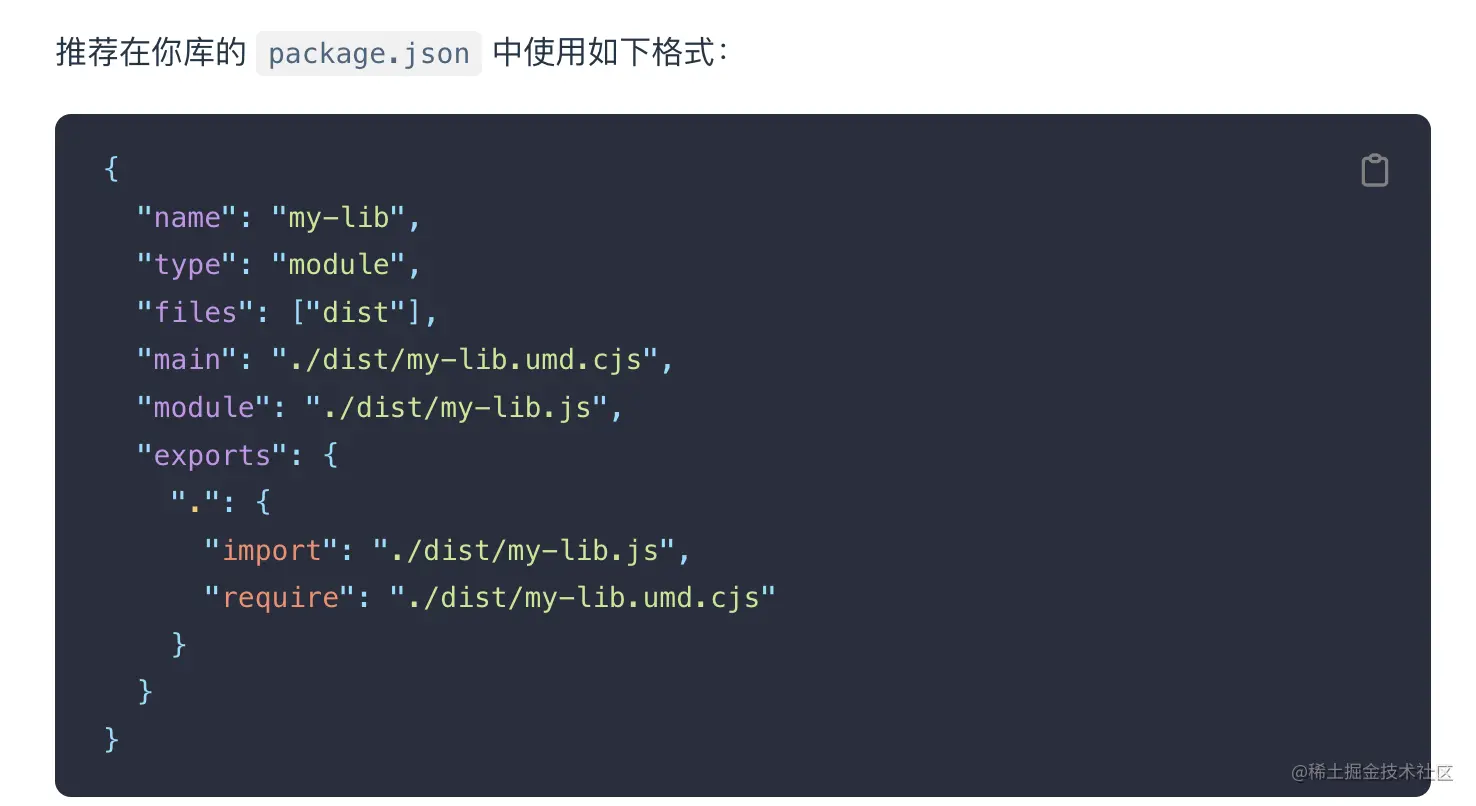 推荐在你库的 package.json 中使用如下格式：
{
  "name": "my-lib",
  "type": "module",
  "files": ["dist"],
  "main": "./dist/my-lib.umd.cjs",
  "module": "./dist/my-lib.js",
  "exports": {
    ".": {
      "import": "./dist/my-lib.js",
      "require": "./dist/my-lib.umd.cjs"
    }
  }
}
@稀土掘金技术社区